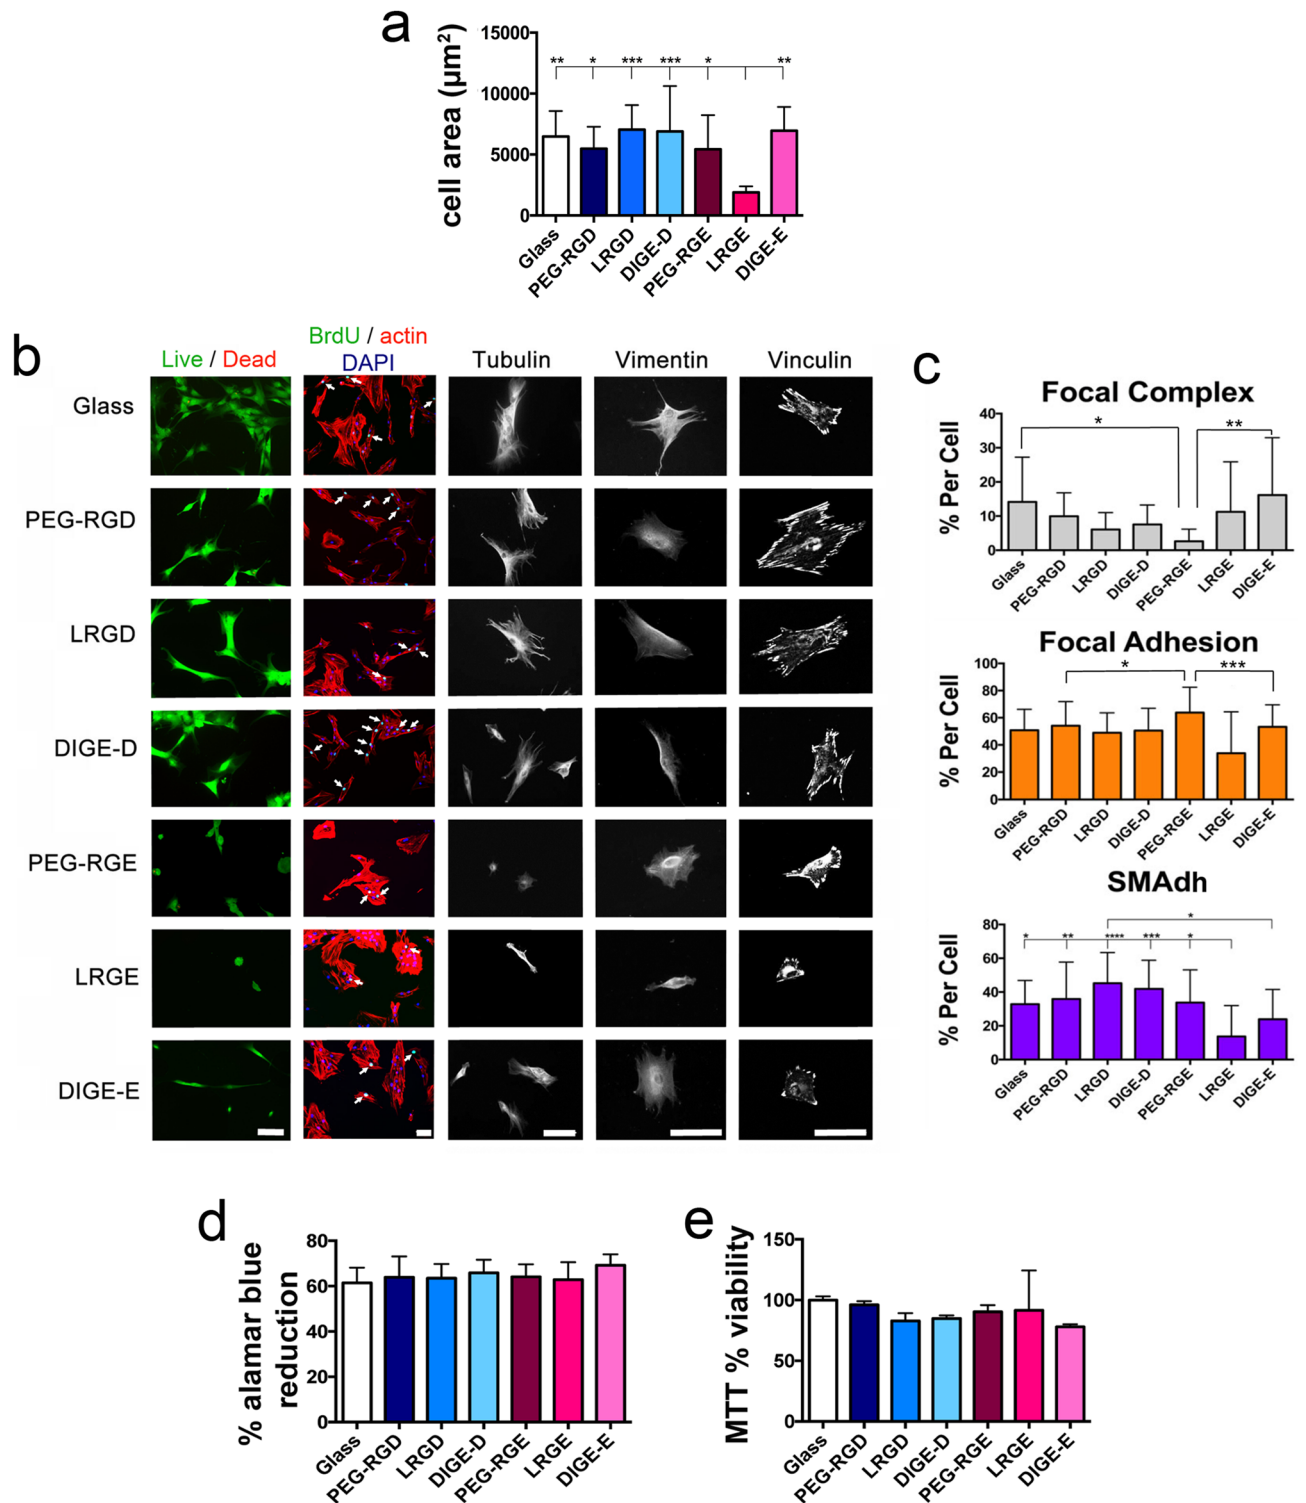 a
cell area (µm²)
15000
10000
5000
0
** * *** *** * **
Glass
PEG-RGD
LRGD
DIGE-D
PEG-RGE
LRGE
DIGE-E
b
Live / Dead
BrdU / actin
DAPI
Tubulin
Vimentin
Vinculin
Glass
PEG-RGD
LRGD
DIGE-D
PEG-RGE
LRGE
DIGE-E
c
Focal Complex
% Per Cell
40
30
20
10
0
* **
Glass
PEG-RGD
LRGD
DIGE-D
PEG-RGE
LRGE
DIGE-E
Focal Adhesion
% Per Cell
100
80
60
40
20
0
* ***
Glass
PEG-RGD
LRGD
DIGE-D
PEG-RGE
LRGE
DIGE-E
SMAdh
% Per Cell
80
60
40
20
0
*
* ** **** *** *
Glass
PEG-RGD
LRGD
DIGE-D
PEG-RGE
LRGE
DIGE-E
d
% alamar blue
reduction
80
60
40
20
0
Glass
PEG-RGD
LRGD
DIGE-D
PEG-RGE
LRGE
DIGE-E
e
MTT % viability
150
100
50
0
Glass
PEG-RGD
LRGD
DIGE-D
PEG-RGE
LRGE
DIGE-E